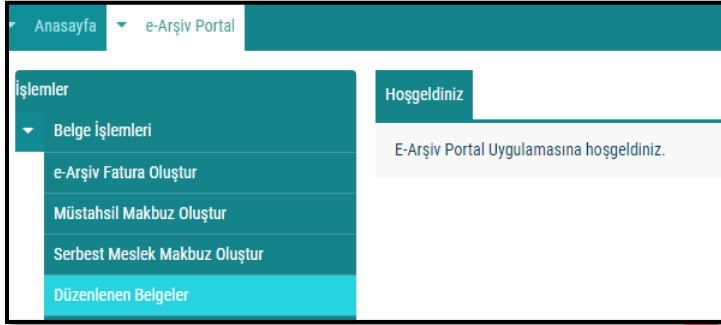 Anasayfa
e-Arşiv Portal
İşlemler
Hoşgeldiniz
Belge İşlemleri
E-Arşiv Portal Uygulamasına hoşgeldiniz.
e-Arşiv Fatura Oluştur
Müstahsil Makbuz Oluştur
Serbest Meslek Makbuz Oluştur
Düzenlenen Belgeler